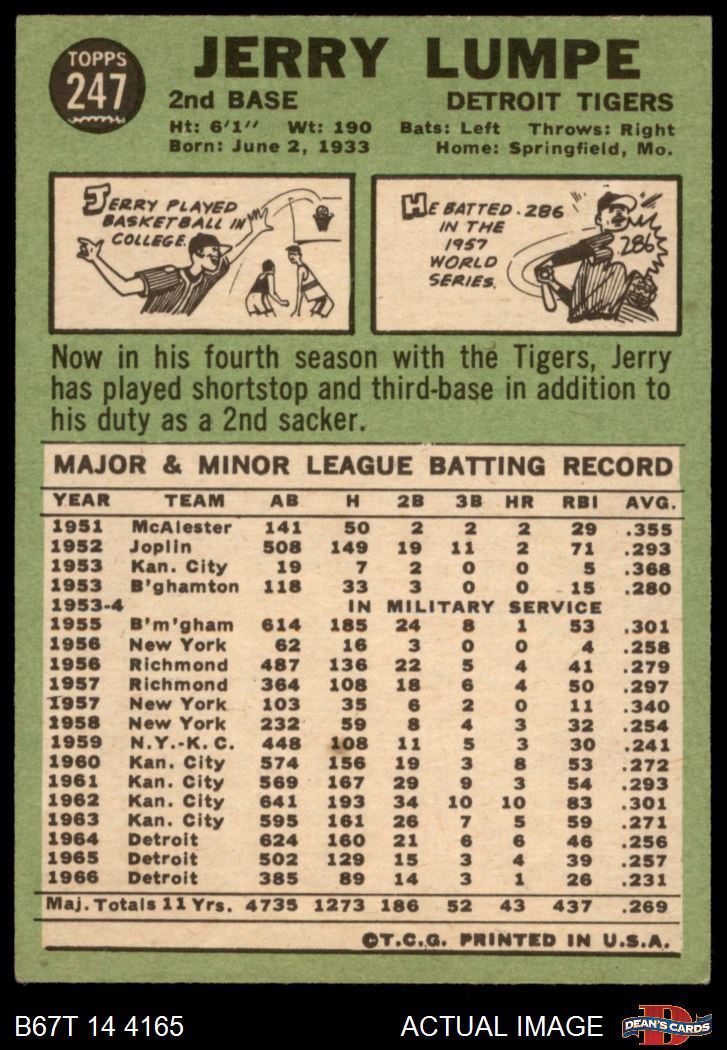 TOPPS
247
JERRY LUMPE
2nd BASE DETROIT TIGERS
Ht: 6'1'' Wt: 190 Bats: Left Throws: Right
Born: June 2, 1933 Home: Springfield, Mo.
JERRY PLAYED
BASKETBALL IN
COLLEGE.
HE BATTED .286
IN THE
1957
WORLD
SERIES.
286
Now in his fourth season with the Tigers, Jerry
has played shortstop and third-base in addition to
his duty as a 2nd sacker.
MAJOR & MINOR LEAGUE BATTING RECORD
YEAR TEAM AB H 2B 3B HR RBI AVG.
1951 McAlester 141 50 2 2 2 29 .355
1952 Joplin 508 149 19 11 2 71 .293
1953 Kan. City 19 7 2 0 0 5 .368
1953 B'ghamton 118 33 3 0 0 15 .280
1953-4 IN MILITARY SERVICE
1955 B'm'gham 614 185 24 8 1 53 .301
1956 New York 62 16 3 0 0 4 .258
1956 Richmond 487 136 22 5 4 41 .279
1957 Richmond 364 108 18 6 4 50 .297
1957 New York 103 35 6 2 0 11 .340
1958 New York 232 59 8 4 3 32 .254
1959 N.Y.-K.C. 448 108 11 5 3 30 .241
1960 Kan. City 574 156 19 3 8 53 .272
1961 Kan. City 569 167 29 9 3 54 .293
1962 Kan. City 641 193 34 10 10 83 .301
1963 Kan. City 595 161 26 7 5 59 .271
1964 Detroit 624 160 21 6 6 46 .256
1965 Detroit 502 129 15 3 4 39 .257
1966 Detroit 385 89 14 3 1 26 .231
Maj. Totals 11 Yrs. 4735 1273 186 52 43 437 .269
©T.C.G. PRINTED IN U.S.A.
B67T 14 4165 ACTUAL IMAGE
D
DEAN'S CARDS